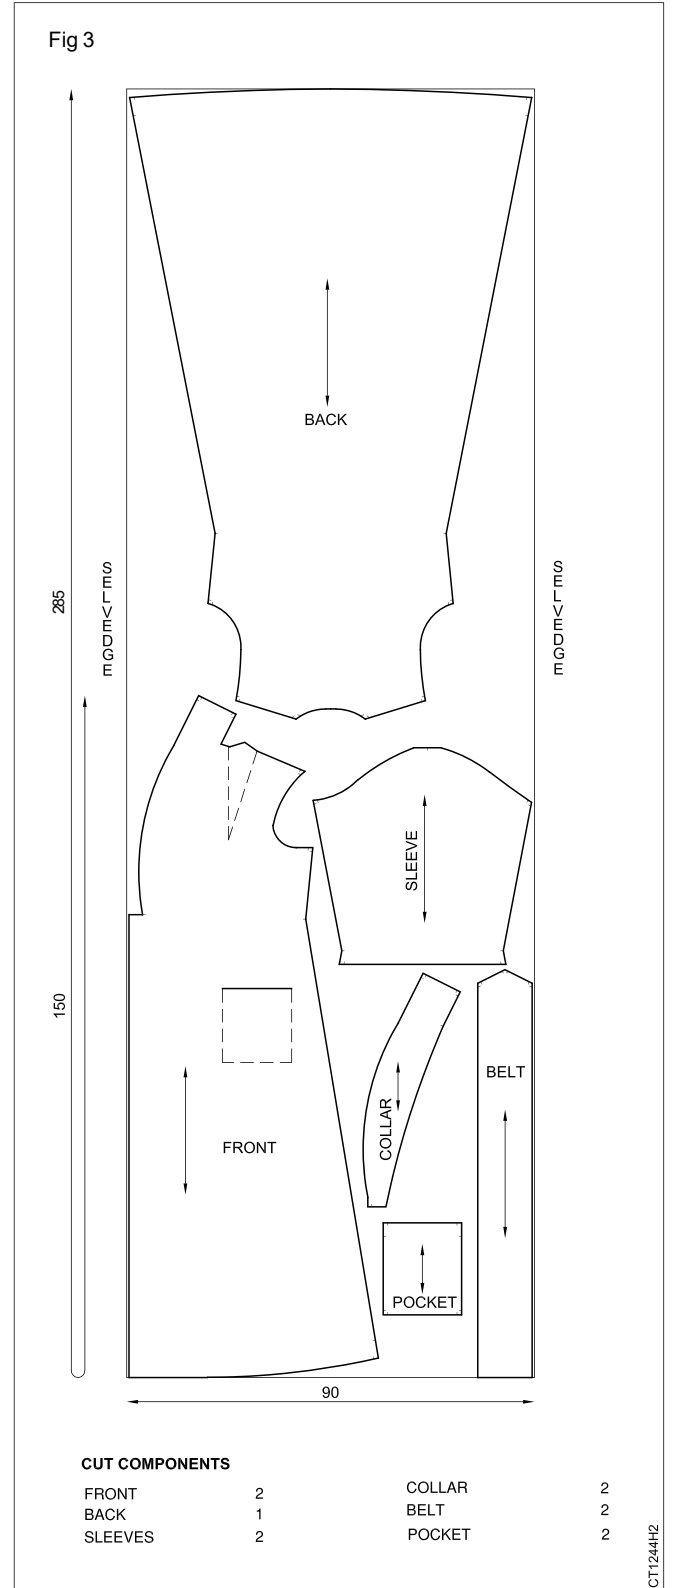 Fig 3
BACK
SELVEDGE
SELVEDGE
285
SLEEVE
150
BELT
COLLAR
FRONT
POCKET
90
CUT COMPONENTS
FRONT 2
BACK 1
SLEEVES 2
COLLAR 2
BELT 2
POCKET 2
CT1244H2